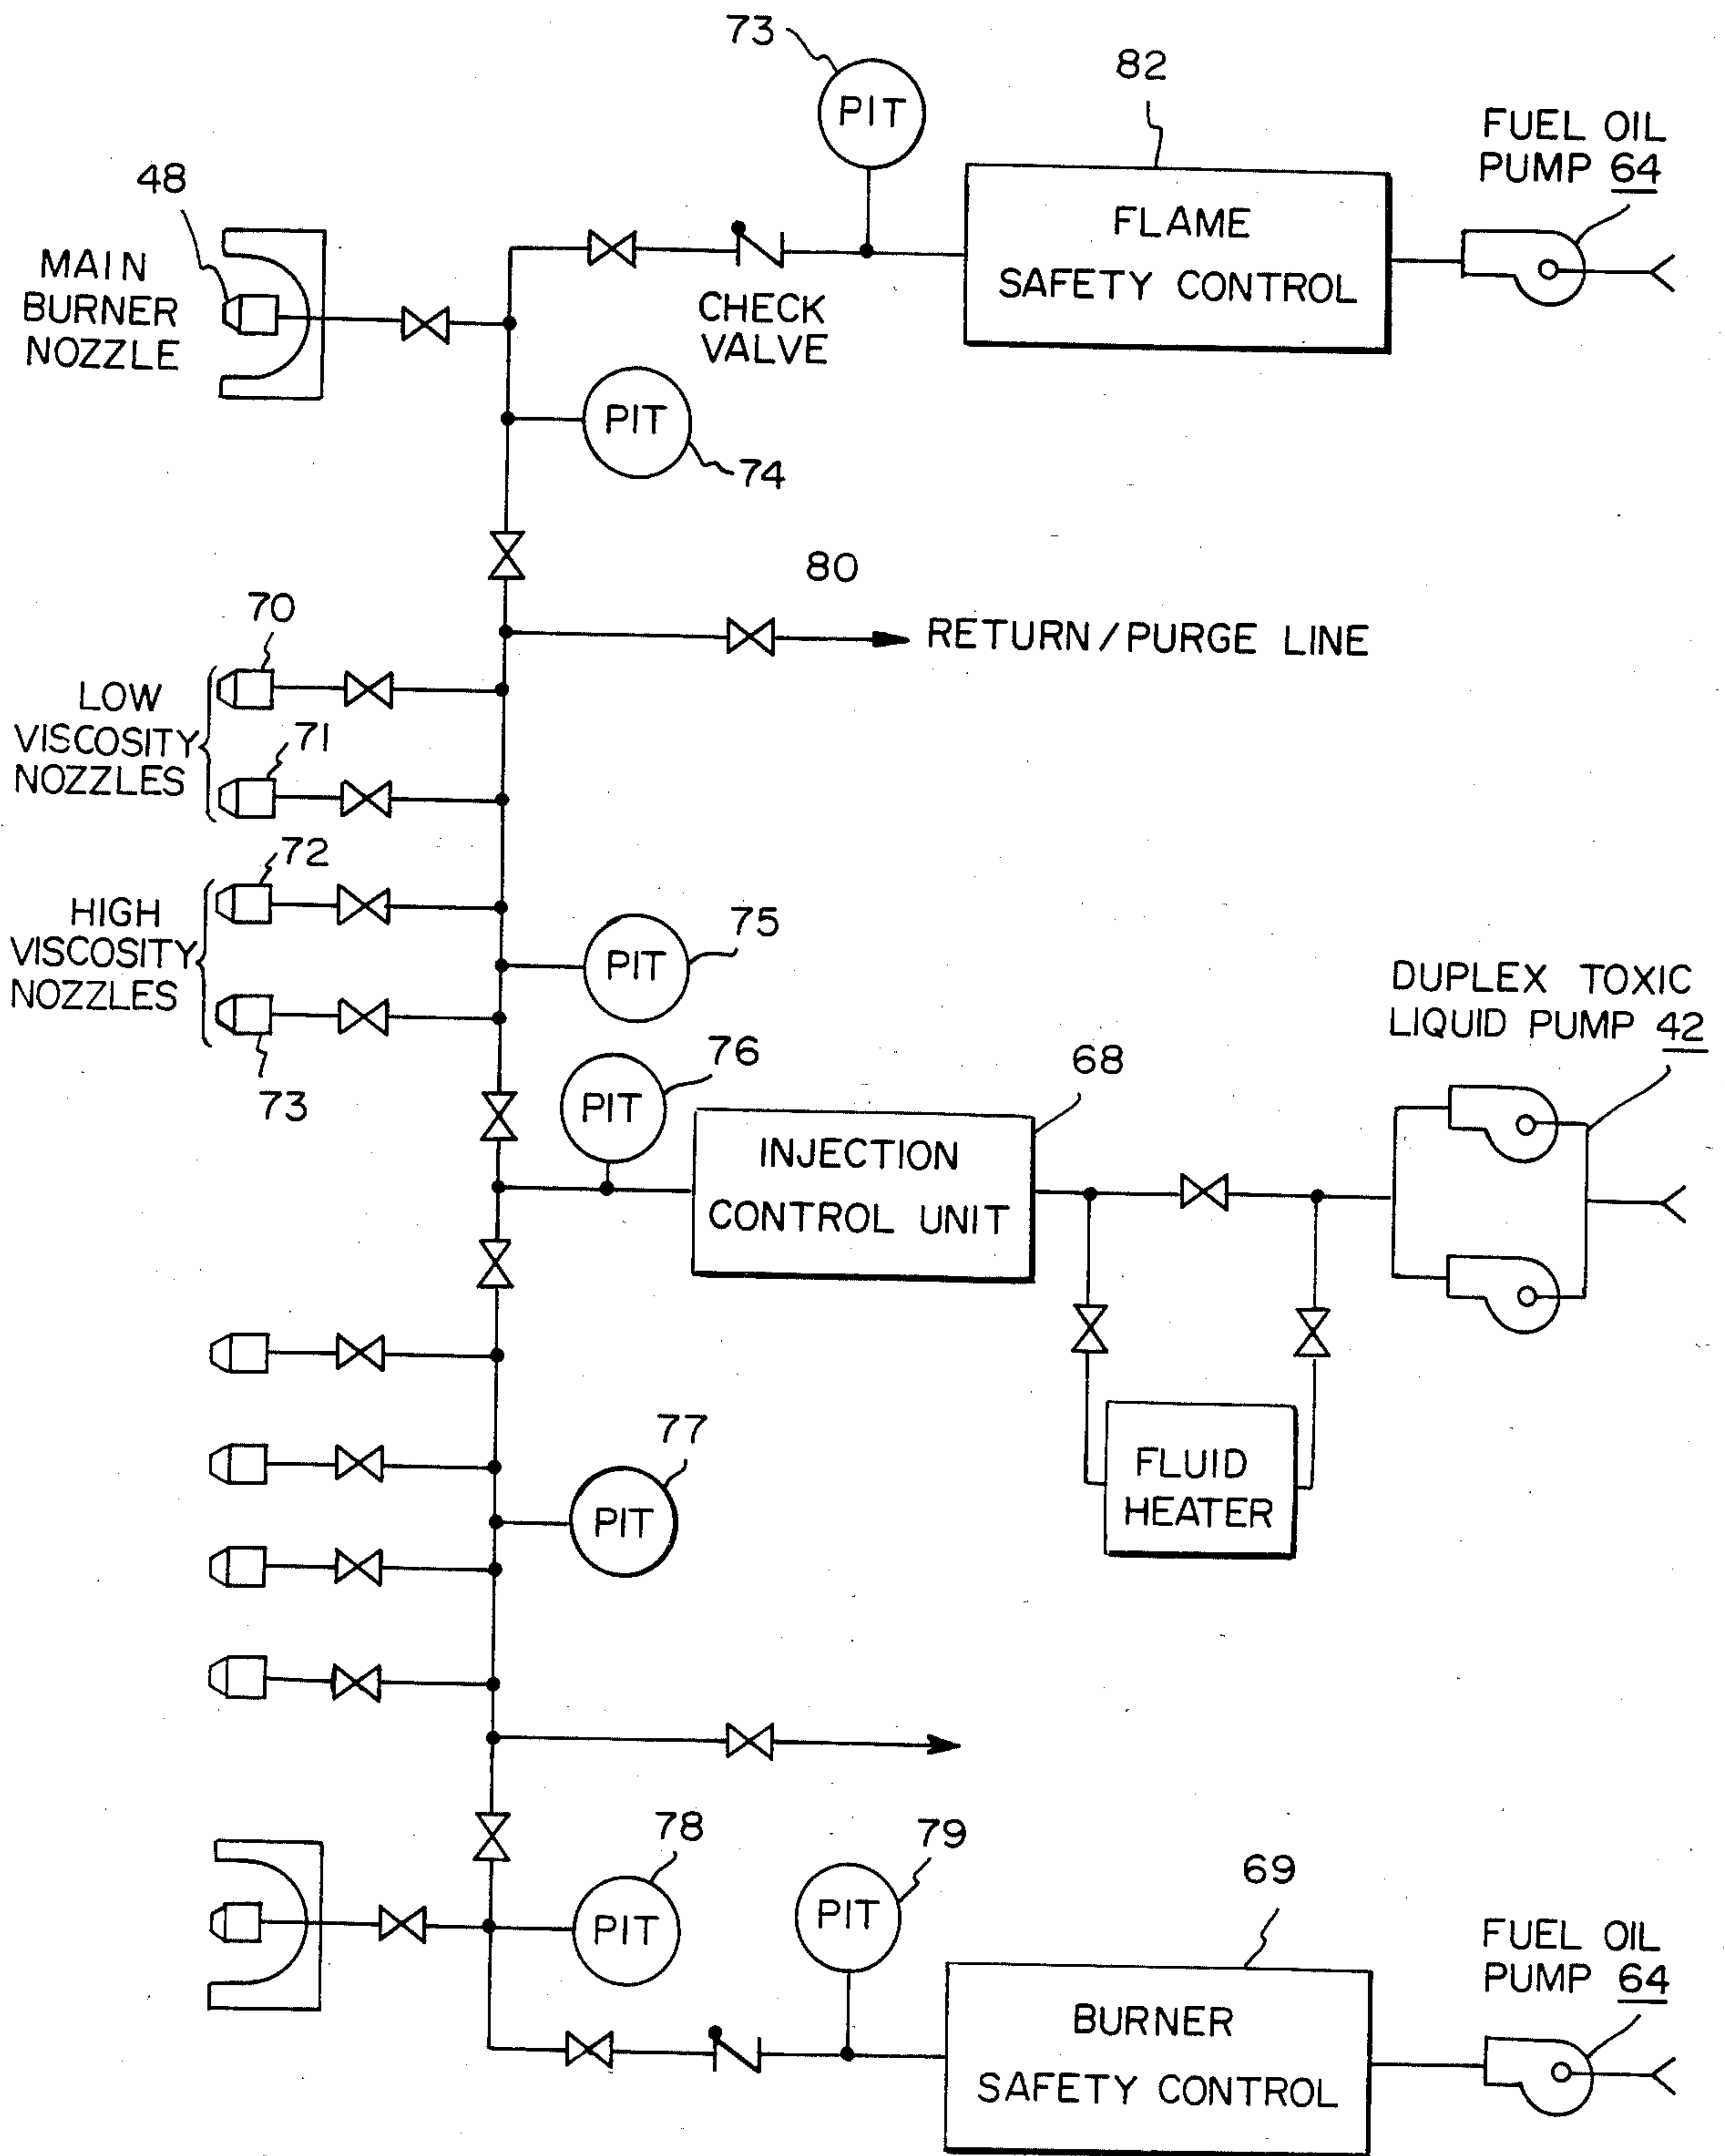 73
PIT
82
FUEL OIL
PUMP 64
48
MAIN
BURNER
NOZZLE
FLAME
SAFETY CONTROL
CHECK
VALVE
PIT
74
80
RETURN/PURGE LINE
70
LOW
VISCOSITY
NOZZLES
71
72
HIGH
VISCOSITY
NOZZLES
73
75
PIT
DUPLEX TOXIC
LIQUID PUMP 42
76
PIT
68
INJECTION
CONTROL UNIT
FLUID
HEATER
77
PIT
78
PIT
79
PIT
69
BURNER
SAFETY CONTROL
FUEL OIL
PUMP 64